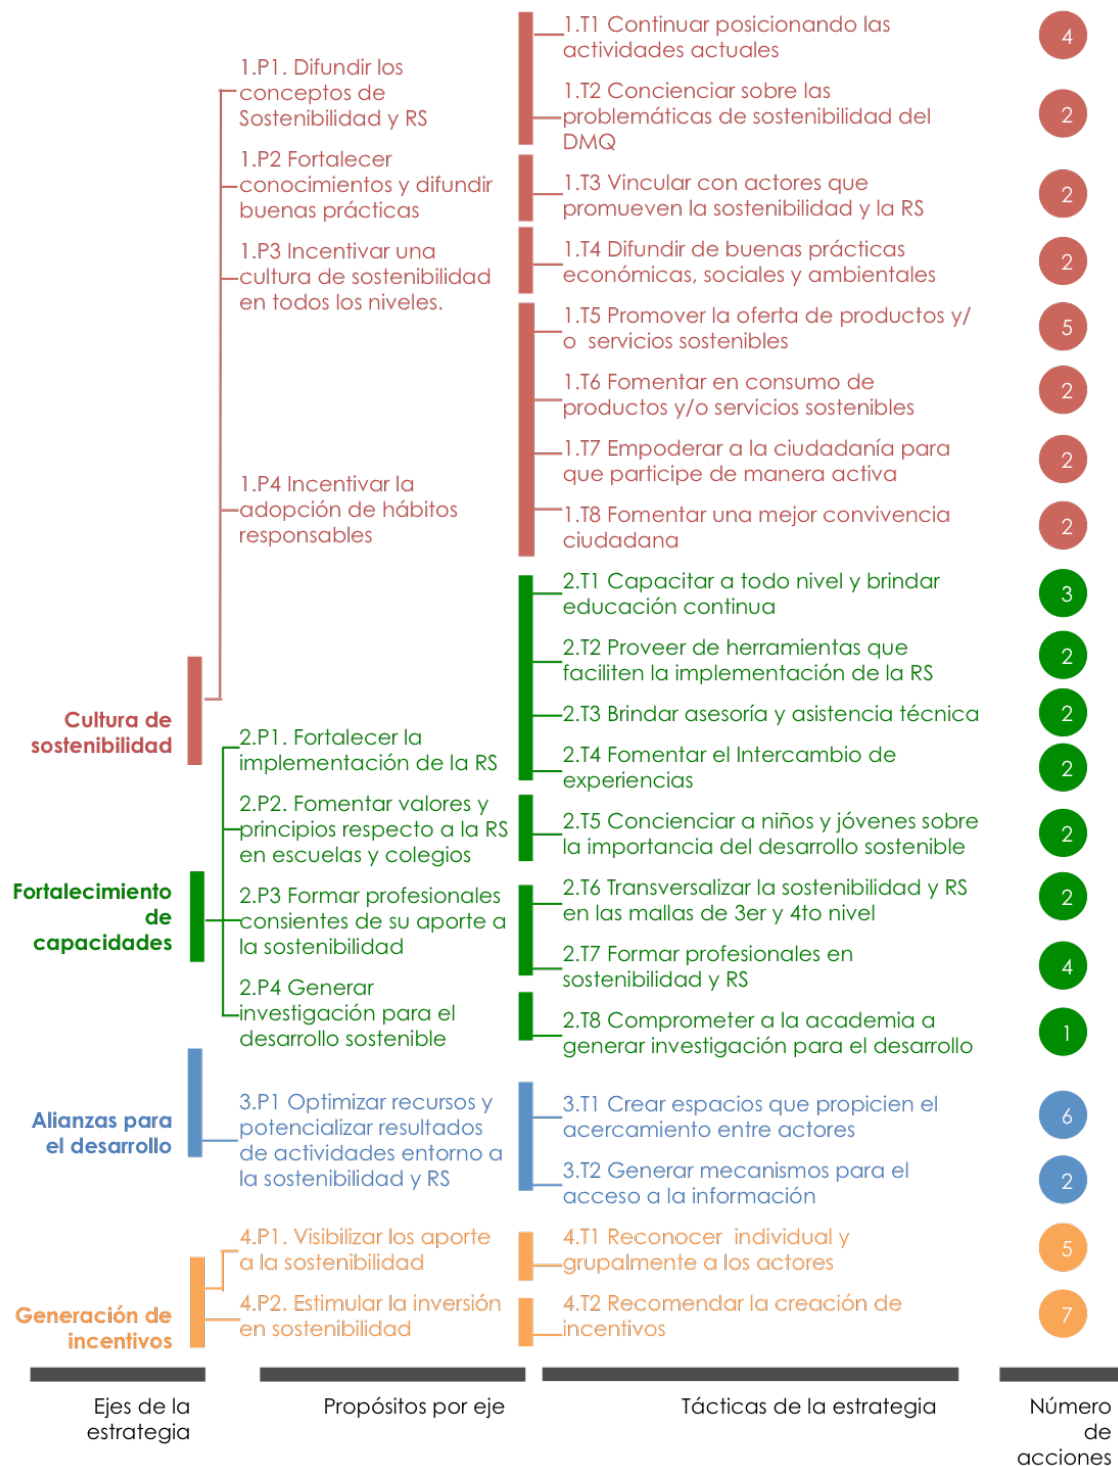 1.T1 Continuar posicionando las
actividades actuales
4
1.P1. Difundir los
conceptos de
Sostenibilidad y RS
1.T2 Concienciar sobre las
problemáticas de sostenibilidad del
DMQ
2
1.P2 Fortalecer
conocimientos y difundir
buenas prácticas
1.T3 Vincular con actores que
promueven la sostenibilidad y la RS
2
1.P3 Incentivar una
cultura de sostenibilidad
en todos los niveles.
1.T4 Difundir de buenas prácticas
económicas, sociales y ambientales
2
1.T5 Promover la oferta de productos y/
o servicios sostenibles
5
1.T6 Fomentar en consumo de
productos y/o servicios sostenibles
2
1.T7 Empoderar a la ciudadanía para
que participe de manera activa
2
1.P4 Incentivar la
adopción de hábitos
responsables
1.T8 Fomentar una mejor convivencia
ciudadana
2
2.T1 Capacitar a todo nivel y brindar
educación continua
3
2.T2 Proveer de herramientas que
faciliten la implementación de la RS
2
Cultura de
sostenibilidad
2.T3 Brindar asesoría y asistencia técnica
2
2.P1. Fortalecer la
implementación de la RS
2.T4 Fomentar el Intercambio de
experiencias
2
2.P2. Fomentar valores y
principios respecto a la RS
en escuelas y colegios
2.T5 Concienciar a niños y jóvenes sobre
la importancia del desarrollo sostenible
2
Fortalecimiento
de
capacidades
2.P3 Formar profesionales
consientes de su aporte a
la sostenibilidad
2.T6 Transversalizar la sostenibilidad y RS
en las mallas de 3er y 4to nivel
2
2.T7 Formar profesionales en
sostenibilidad y RS
4
2.P4 Generar
investigación para el
desarrollo sostenible
2.T8 Comprometer a la academia a
generar investigación para el desarrollo
1
Alianzas para
el desarrollo
3.P1 Optimizar recursos y
potencializar resultados
de actividades entorno a
la sostenibilidad y RS
3.T1 Crear espacios que propicien el
acercamiento entre actores
6
3.T2 Generar mecanismos para el
acceso a la información
2
4.P1. Visibilizar los aporte
a la sostenibilidad
4.T1 Reconocer individual y
grupalmente a los actores
5
Generación de
incentivos
4.P2. Estimular la inversión
en sostenibilidad
4.T2 Recomendar la creación de
incentivos
7
Ejes de la
estrategia
Propósitos por eje
Tácticas de la estrategia
Número
de
acciones